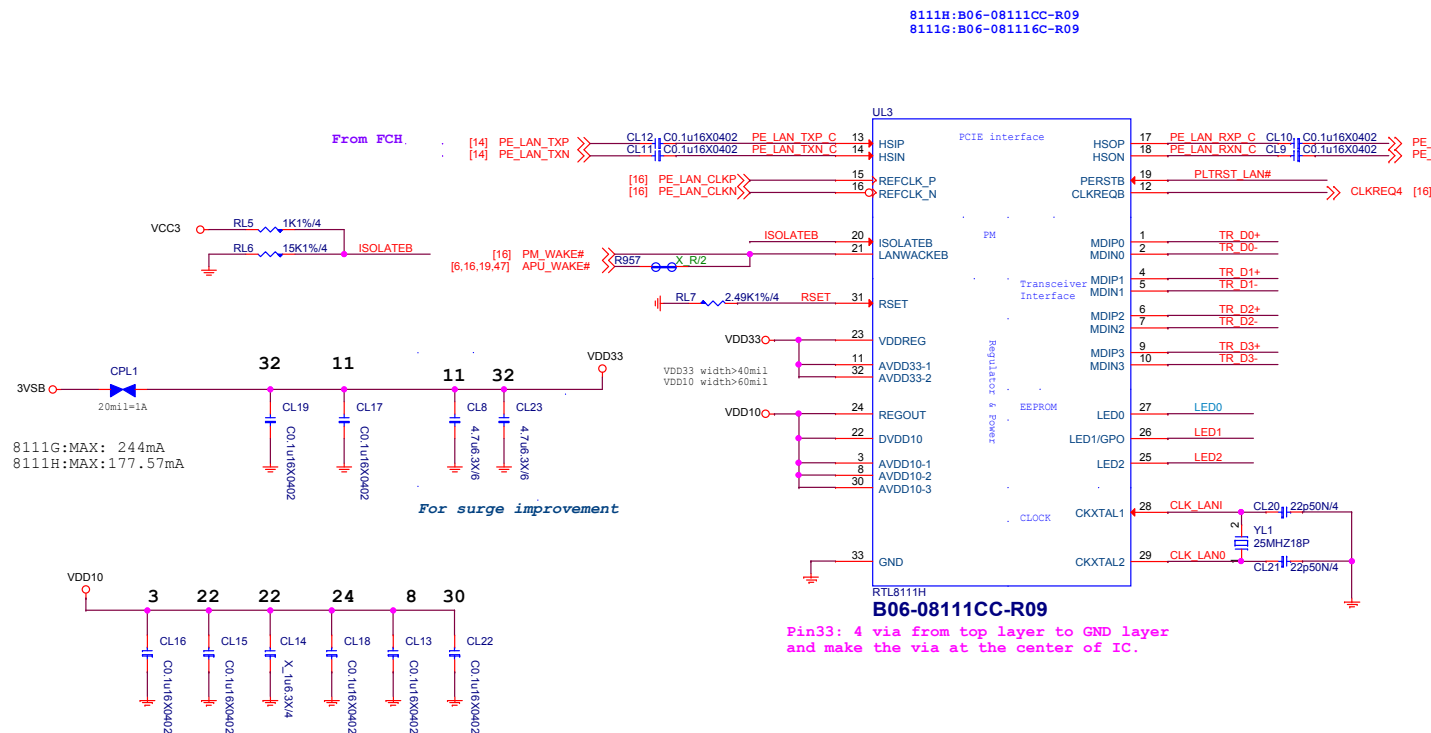 8111H:B06-08111CC-R09
8111G:B06-081116C-R09
UL3
From FCH
[14] PE_LAN_TXP
CL12 C0.1u16X0402
PE_LAN_TXP_C
13
HSIP
PCIE interface
HSOP
17
PE_LAN_RXP_C
CL10 C0.1u16X0402
PE_
[14] PE_LAN_TXN
CL11 C0.1u16X0402
PE_LAN_TXN_C
14
HSIN
HSON
18
PE_LAN_RXN_C
CL9 C0.1u16X0402
PE_
[16] PE_LAN_CLKP
15
REFCLK_P
PERSTB
19
PLTRST_LAN#
[16] PE_LAN_CLKN
16
REFCLK_N
CLKREQB
12
CLKREQ4 [16]
VCC3
RL5
1K1%/4
RL6
15K1%/4
ISOLATEB
ISOLATEB
20
ISOLATEB
PM
MDIP0
1
TR_D0+
[16] PM_WAKE#
21
LANWACKEB
MDIN0
2
TR_D0-
[6,16,19,47] APU_WAKE#
R957
X_R/2
MDIP1
4
TR_D1+
Transceiver
Interface
MDIN1
5
TR_D1-
RL7
2.49K1%/4
RSET
31
RSET
MDIP2
6
TR_D2+
MDIN2
7
TR_D2-
VDD33
23
VDDREG
MDIP3
9
TR_D3+
MDIN3
10
TR_D3-
VDD33 width>40mil
VDD10 width>60mil
11
AVDD33-1
32
AVDD33-2
Regulator & Power
VDD10
24
REGOUT
EEPROM
LED0
27
LED0
22
DVDD10
LED1/GPO
26
LED1
3
AVDD10-1
LED2
25
LED2
8
AVDD10-2
30
AVDD10-3
CLOCK
CKXTAL1
28
CLK_LANI
CL20 22p50N/4
2
YL1
25MHZ18P
1
33
GND
CKXTAL2
29
CLK_LAN0
CL21 22p50N/4
RTL8111H
B06-08111CC-R09
Pin33: 4 via from top layer to GND layer
and make the via at the center of IC.
3VSB
CPL1
20mil=1A
32
11
11
32
VDD33
CL19
C0.1u16X0402
CL17
C0.1u16X0402
CL8
4.7u6.3X/6
CL23
4.7u6.3X/6
8111G:MAX: 244mA
8111H:MAX:177.57mA
For surge improvement
VDD10
3
22
22
24
8
30
CL16
C0.1u16X0402
CL15
C0.1u16X0402
CL14
X_1u6.3X/4
CL18
C0.1u16X0402
CL13
C0.1u16X0402
CL22
C0.1u16X0402